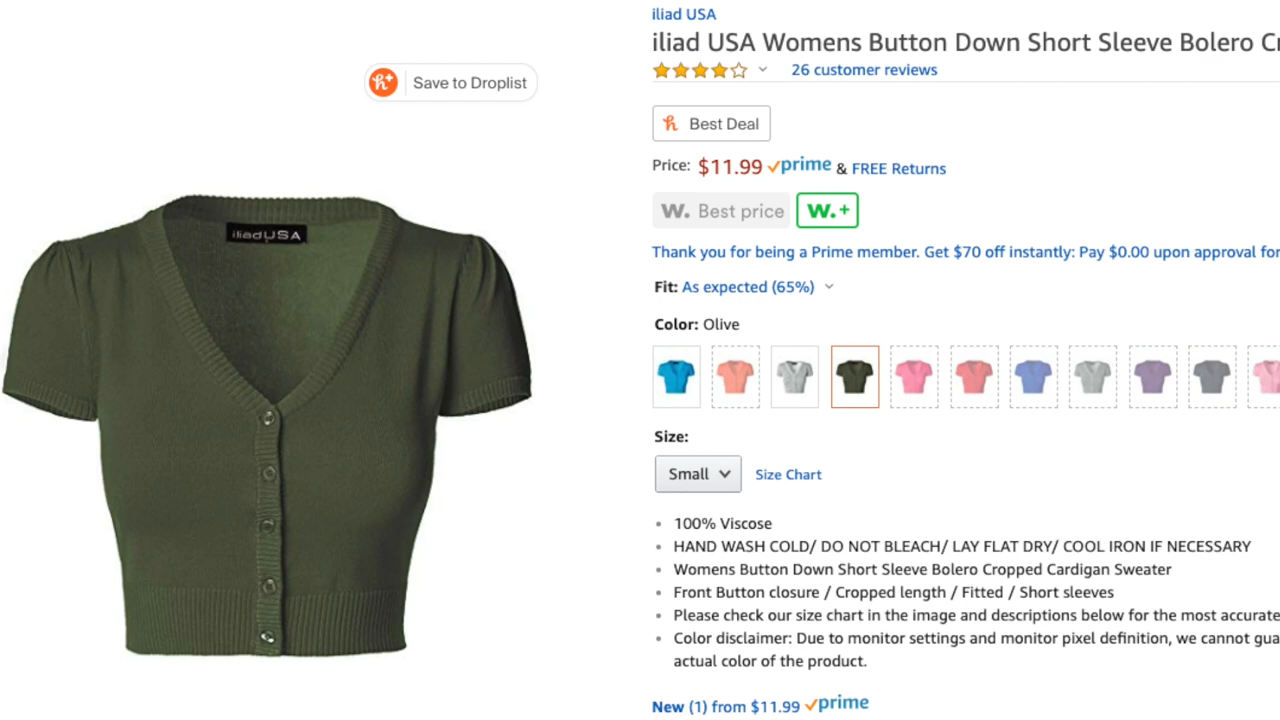 iliad USA
iliad USA Womens Button Down Short Sleeve Bolero
26 customer reviews
Save to Droplist
Best Deal
Price: $11.99 prime & FREE Returns
W. Best price W.+
Thank you for being a Prime member. Get $70 off instantly: Pay $0.00 upon approval for
iliadUSA
Fit: As expected (65%)
Color: Olive
Size:
Small Size Chart
• 100% Viscose
• HAND WASH COLD/ DO NOT BLEACH/ LAY FLAT DRY/ COOL IRON IF NECESSARY
• Womens Button Down Short Sleeve Bolero Cropped Cardigan Sweater
• Front Button closure / Cropped length / Fitted / Short sleeves
• Please check our size chart in the image and descriptions below for the most accurate
• Color disclaimer: Due to monitor settings and monitor pixel definition, we cannot
actual color of the product.
New (1) from $11.99 prime